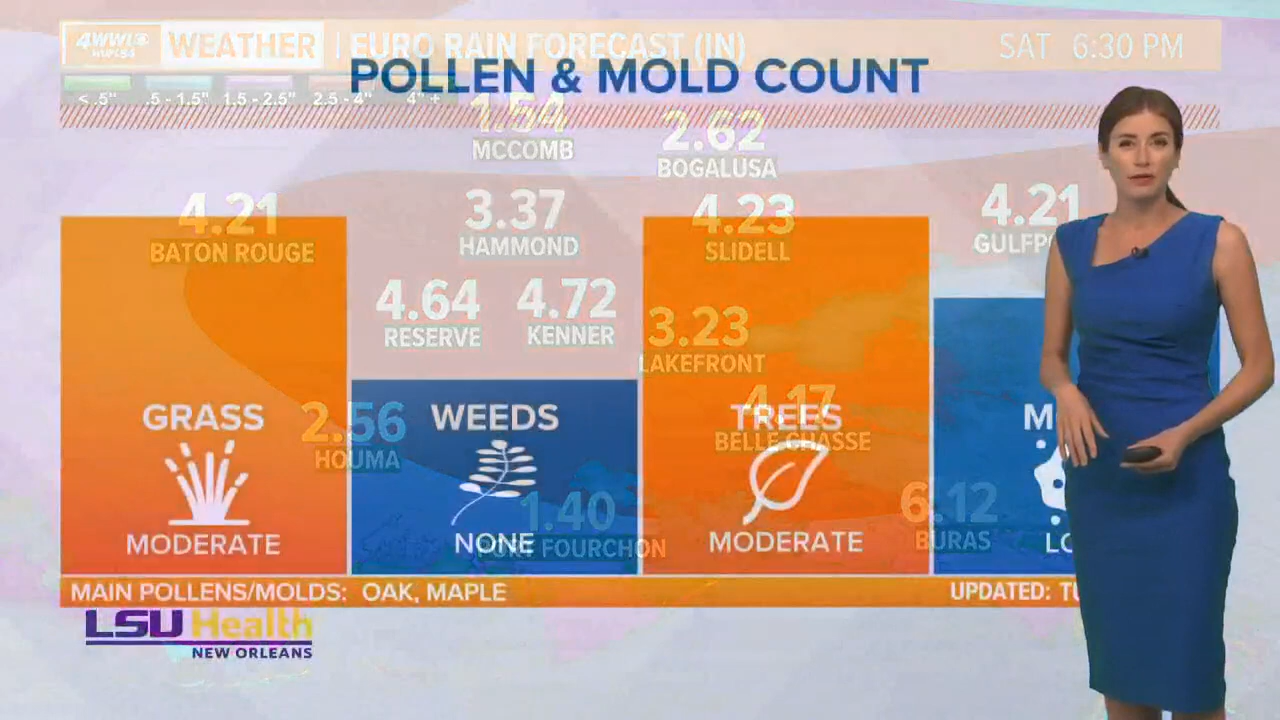 4WWL
WEATHER | EURO RAIN FORECAST (IN)
SAT 6:30 PM
POLLEN & MOLD COUNT
< .5" .5 - 1.5" 1.5 - 2.5" 2.5 - 4" 4" +
1.54
MCCOMB
2.62
BOGALUSA
4.21
BATON ROUGE
3.37
HAMMOND
4.23
SLIDELL
4.21
GULFP
4.64
RESERVE
4.72
KENNER
3.23
LAKEFRONT
4.17
BELLE CHASSE
2.56
HOUMA
1.40
PORT FOURCHON
6.12
BURAS
GRASS
MODERATE
WEEDS
NONE
TREES
MODERATE
M
LO
MAIN POLLENS/MOLDS: OAK, MAPLE
UPDATED: TU
LSU Health
NEW ORLEANS